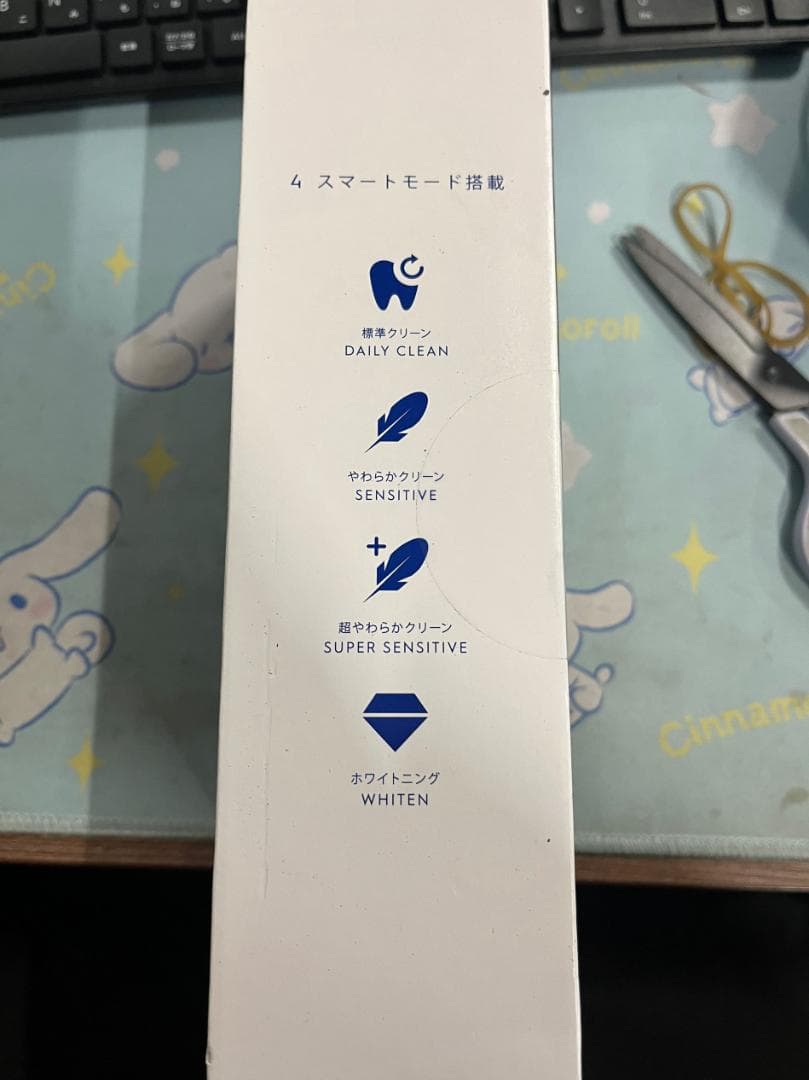 4 スマートモード搭載
標準クリーン
DAILY CLEAN
やわらかクリーン
SENSITIVE
超やわらかクリーン
SUPER SENSITIVE
ホワイトニング
WHITEN
Cinnamo
oroll